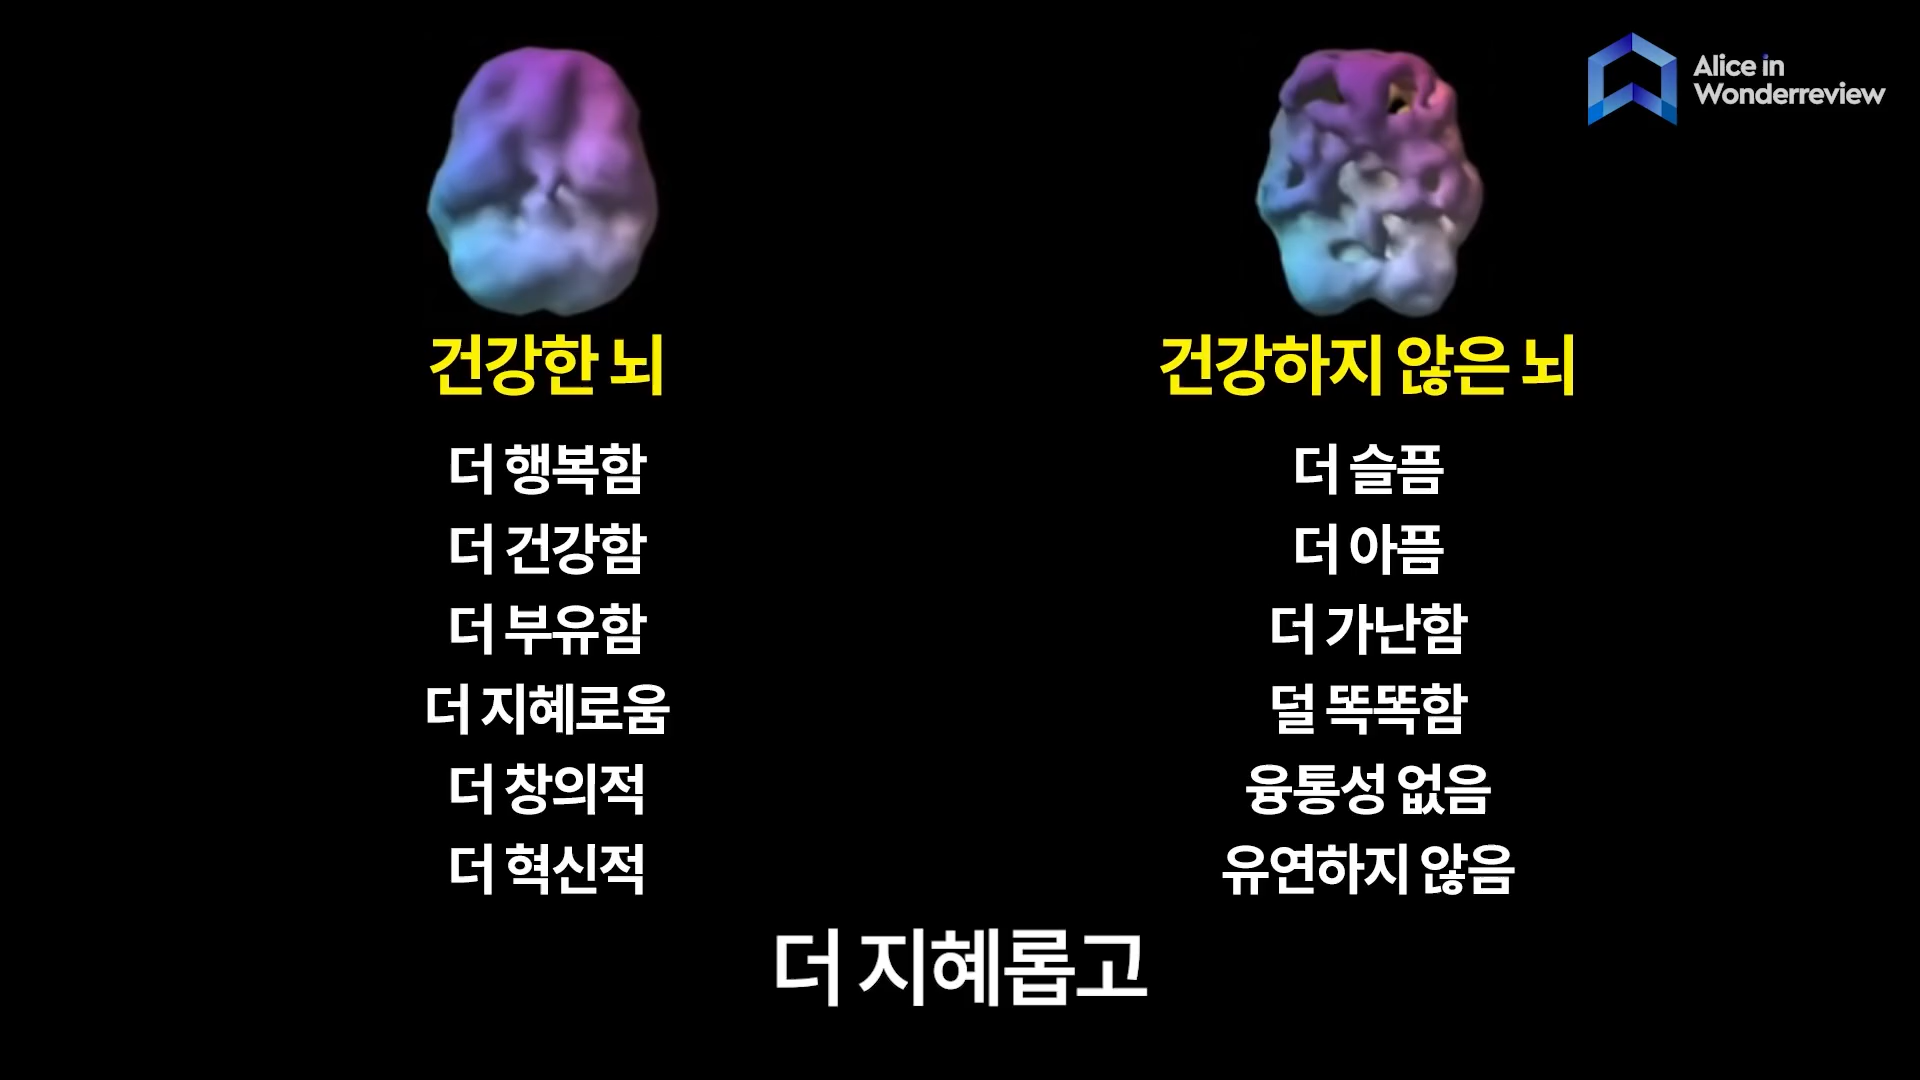 Alice in
Wonderreview
건강한 뇌
더 행복함
더 건강함
더 부유함
더 지혜로움
더 창의적
더 혁신적
건강하지 않은 뇌
더 슬픔
더 아픔
더 가난함
덜 똑똑함
융통성 없음
유연하지 않음
더 지혜롭고